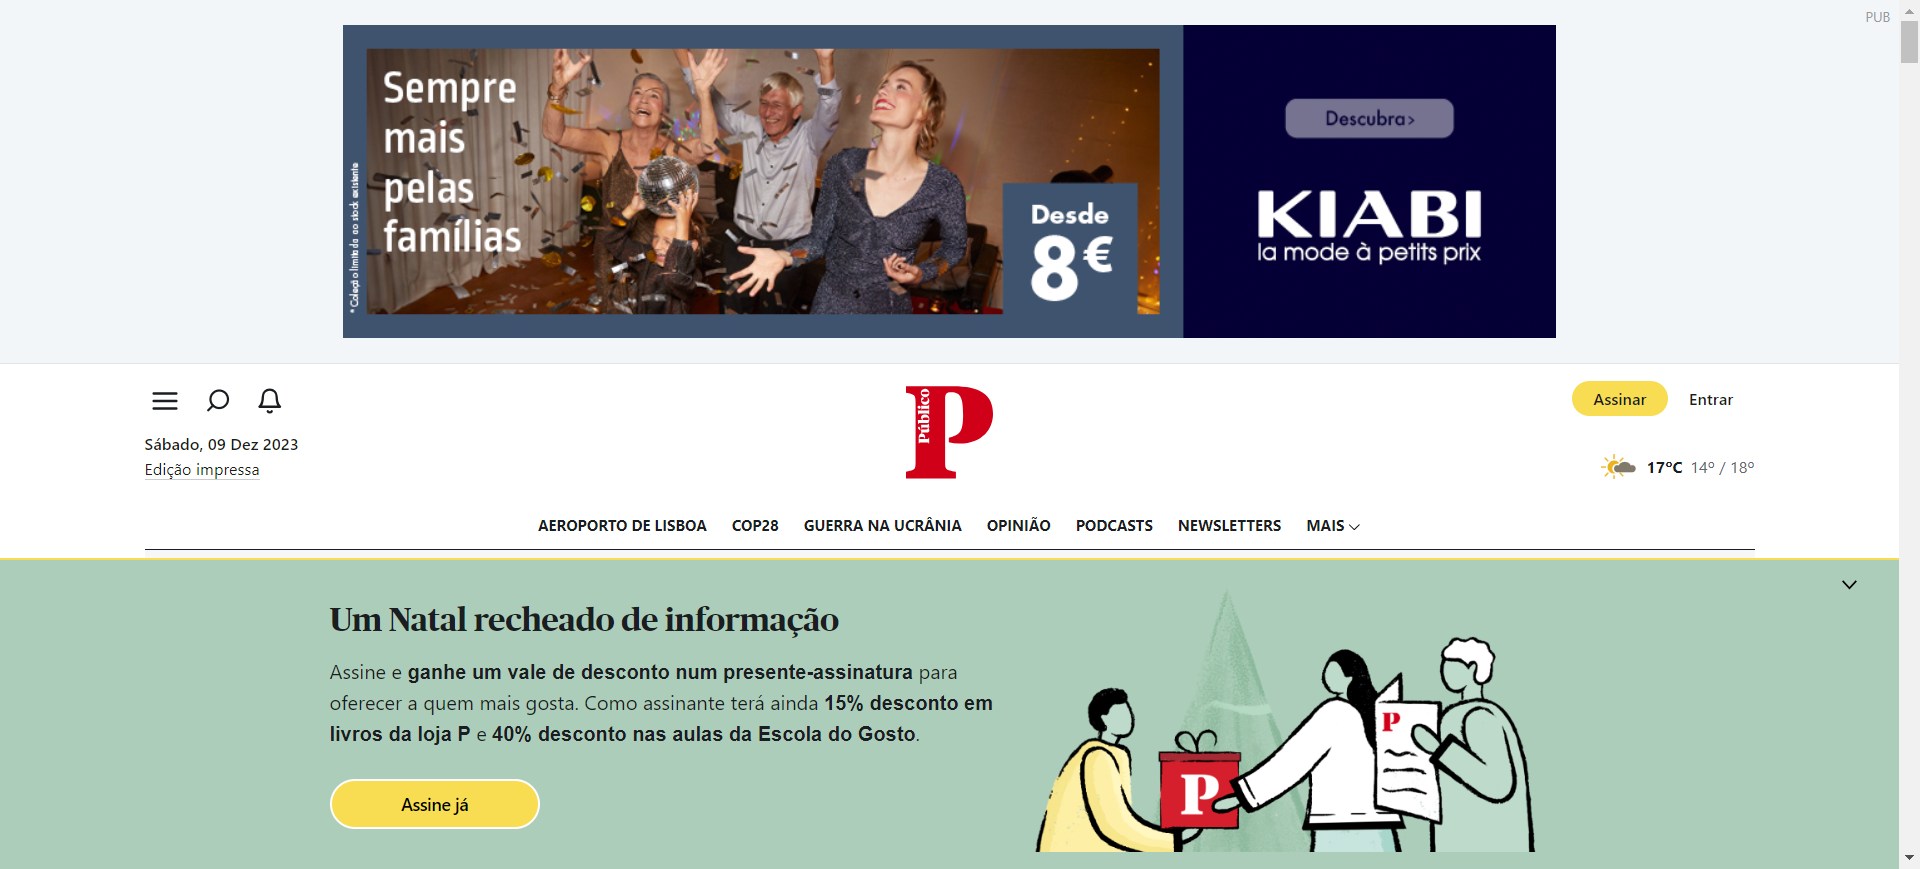 PUB
Sempre
mais
pelas
famílias
* Coleção limitada ao stock existente
Desde
8€
Descubra>
KIABI
la mode à petits prix
Público
P
Assinar
Entrar
Sábado, 09 Dez 2023
Edição impressa
17ºC 14º / 18º
AEROPORTO DE LISBOA COP28 GUERRA NA UCRÂNIA OPINIÃO PODCASTS NEWSLETTERS MAIS
Um Natal recheado de informação
Assine e ganhe um vale de desconto num presente-assinatura para
oferecer a quem mais gosta. Como assinante terá ainda 15% desconto em
livros da loja P e 40% desconto nas aulas da Escola do Gosto.
Assine já
P
P